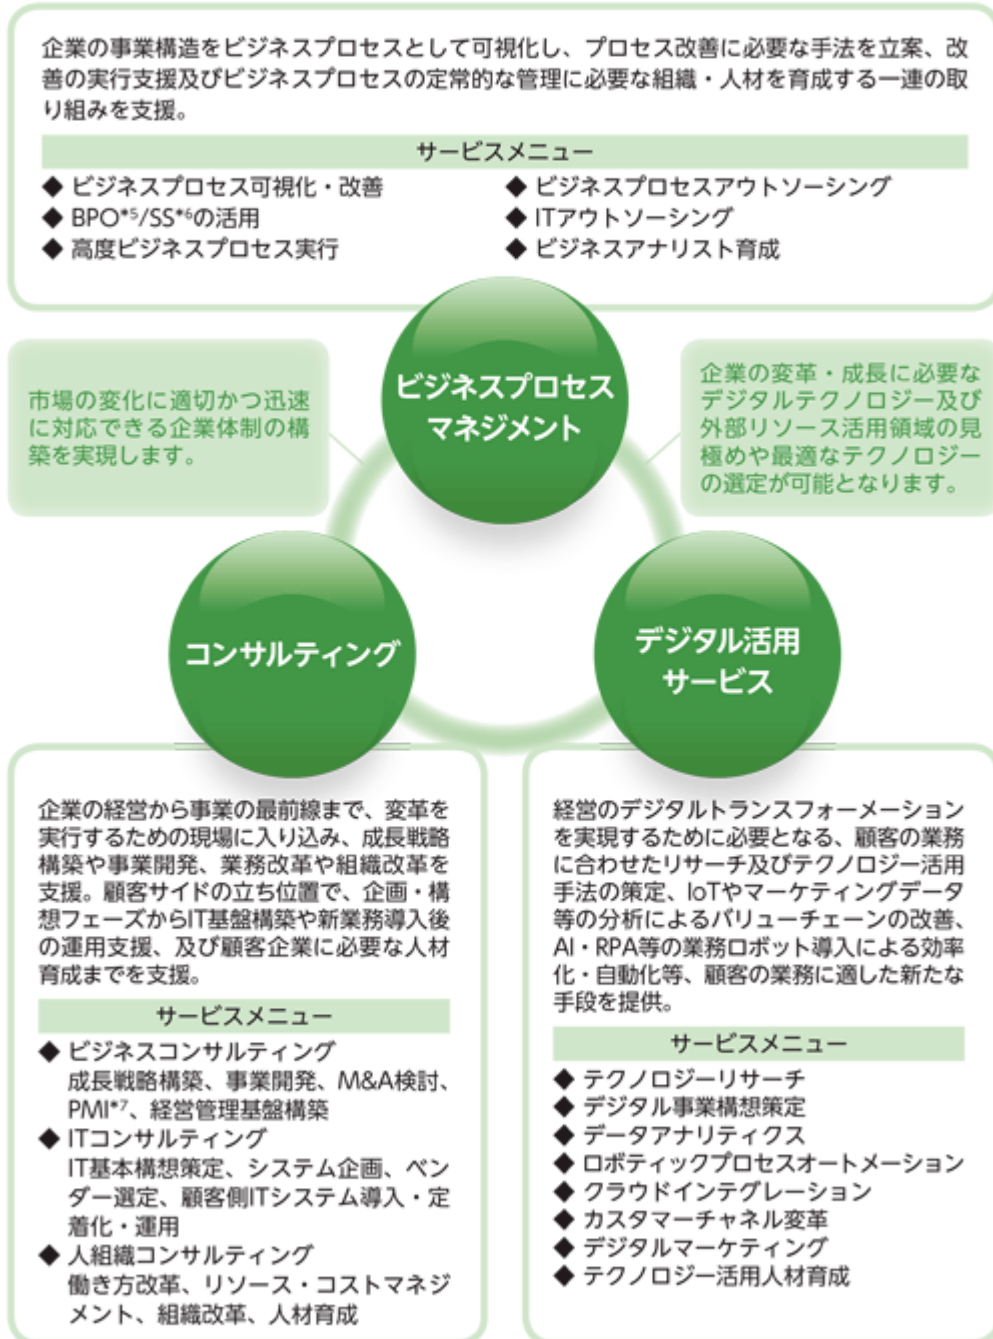 企業の事業構造をビジネスプロセスとして可視化し、プロセス改善に必要な手法を立案、改
善の実行支援及びビジネスプロセスの定常的な管理に必要な組織・人材を育成する一連の取
り組みを支援。
サービスメニュー
◆ ビジネスプロセス可視化・改善
◆ BPO*5/SS*6の活用
◆ 高度ビジネスプロセス実行
◆ ビジネスプロセスアウトソーシング
◆ ITアウトソーシング
◆ ビジネスアナリスト育成
ビジネスプロセス
マネジメント
市場の変化に適切かつ迅速
に対応できる企業体制の構
築を実現します。
企業の変革・成長に必要な
デジタルテクノロジー及び
外部リソース活用領域の見
極めや最適なテクノロジー
の選定が可能となります。
コンサルティング
デジタル活用
サービス
企業の経営から事業の最前線まで、変革を
実行するための現場に入り込み、成長戦略
構築や事業開発、業務改革や組織改革を
支援。顧客サイドの立ち位置で、企画・構
想フェーズからIT基盤構築や新業務導入後
の運用支援、及び顧客企業に必要な人材
育成までを支援。
サービスメニュー
◆ ビジネスコンサルティング
成長戦略構築、事業開発、M&A検討、
PMI*7、経営管理基盤構築
◆ ITコンサルティング
IT基本構想策定、システム企画、ベン
ダー選定、顧客側ITシステム導入・定
着化・運用
◆ 人組織コンサルティング
働き方改革、リソース・コストマネジ
メント、組織改革、人材育成
経営のデジタルトランスフォーメーション
を実現するために必要となる、顧客の業務
に合わせたリサーチ及びテクノロジー活用
手法の策定、IoTやマーケティングデータ
等の分析によるバリューチェーンの改善、
AI・RPA等の業務ロボット導入による効率
化・自動化等、顧客の業務に適した新たな
手段を提供。
サービスメニュー
◆ テクノロジーリサーチ
◆ デジタル事業構想策定
◆ データアナリティクス
◆ ロボティックプロセスオートメーション
◆ クラウドインテグレーション
◆ カスタマーチャネル変革
◆ デジタルマーケティング
◆ テクノロジー活用人材育成